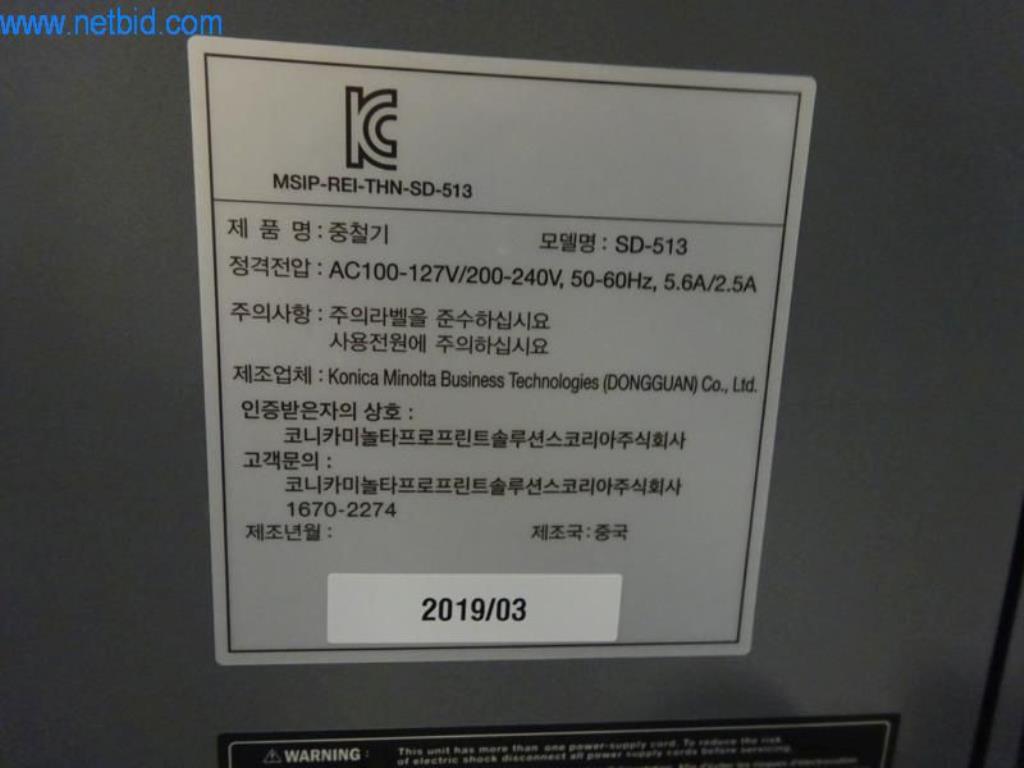 www.netbid.com
KC
MSIP-REI-THN-SD-513
제 품 명 : 중철기 모델명 : SD-513
정격전압 : AC100-127V/200-240V, 50-60Hz, 5.6A/2.5A
주의사항 : 주의라벨을 준수하십시요
사용전원에 주의하십시요
제조업체 : Konica Minolta Business Technologies (DONGGUAN) Co., Ltd.
인증받은자의 상호 :
코니카미놀타프로프린트솔루션스코리아주식회사
고객문의 :
코니카미놀타프로프린트솔루션스코리아주식회사
1670-2274
제조년월 : 제조국 : 중국
2019/03
WARNING : This unit has more than one power-supply cord. To reduce the risk
of electric shock disconnect all power supply cords before servicing.